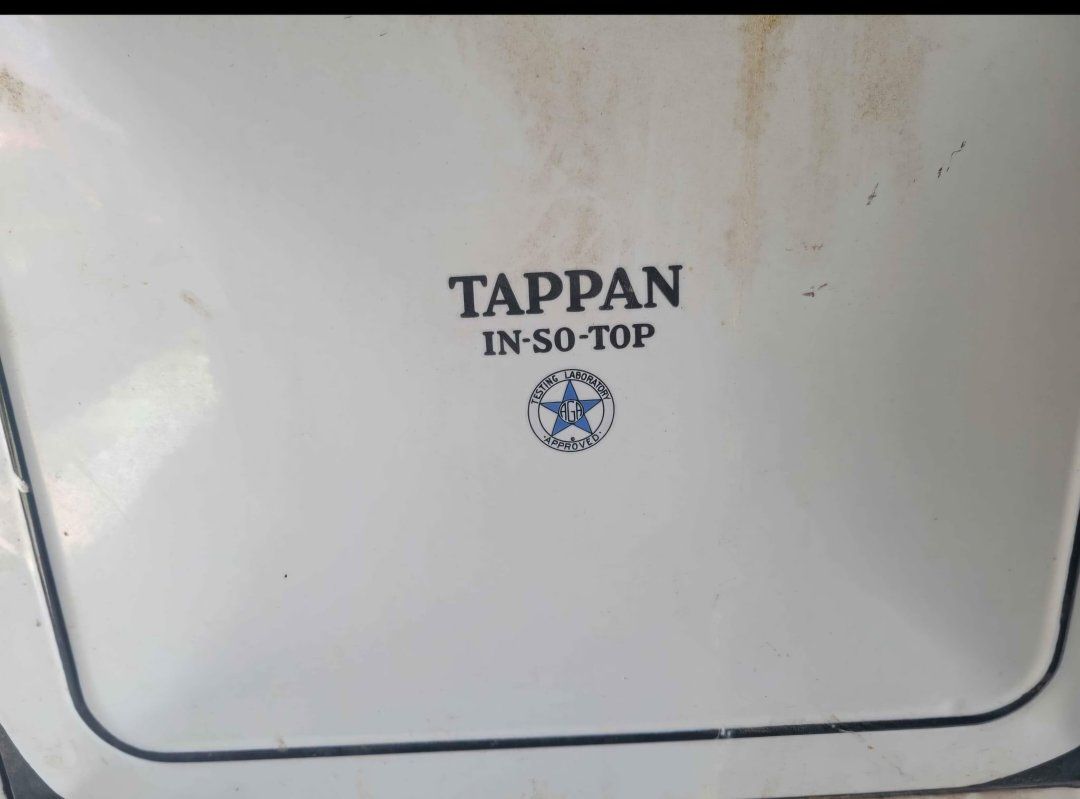 TAPPAN
IN-SO-TOP
TESTING LABORATORY
AGA
APPROVED